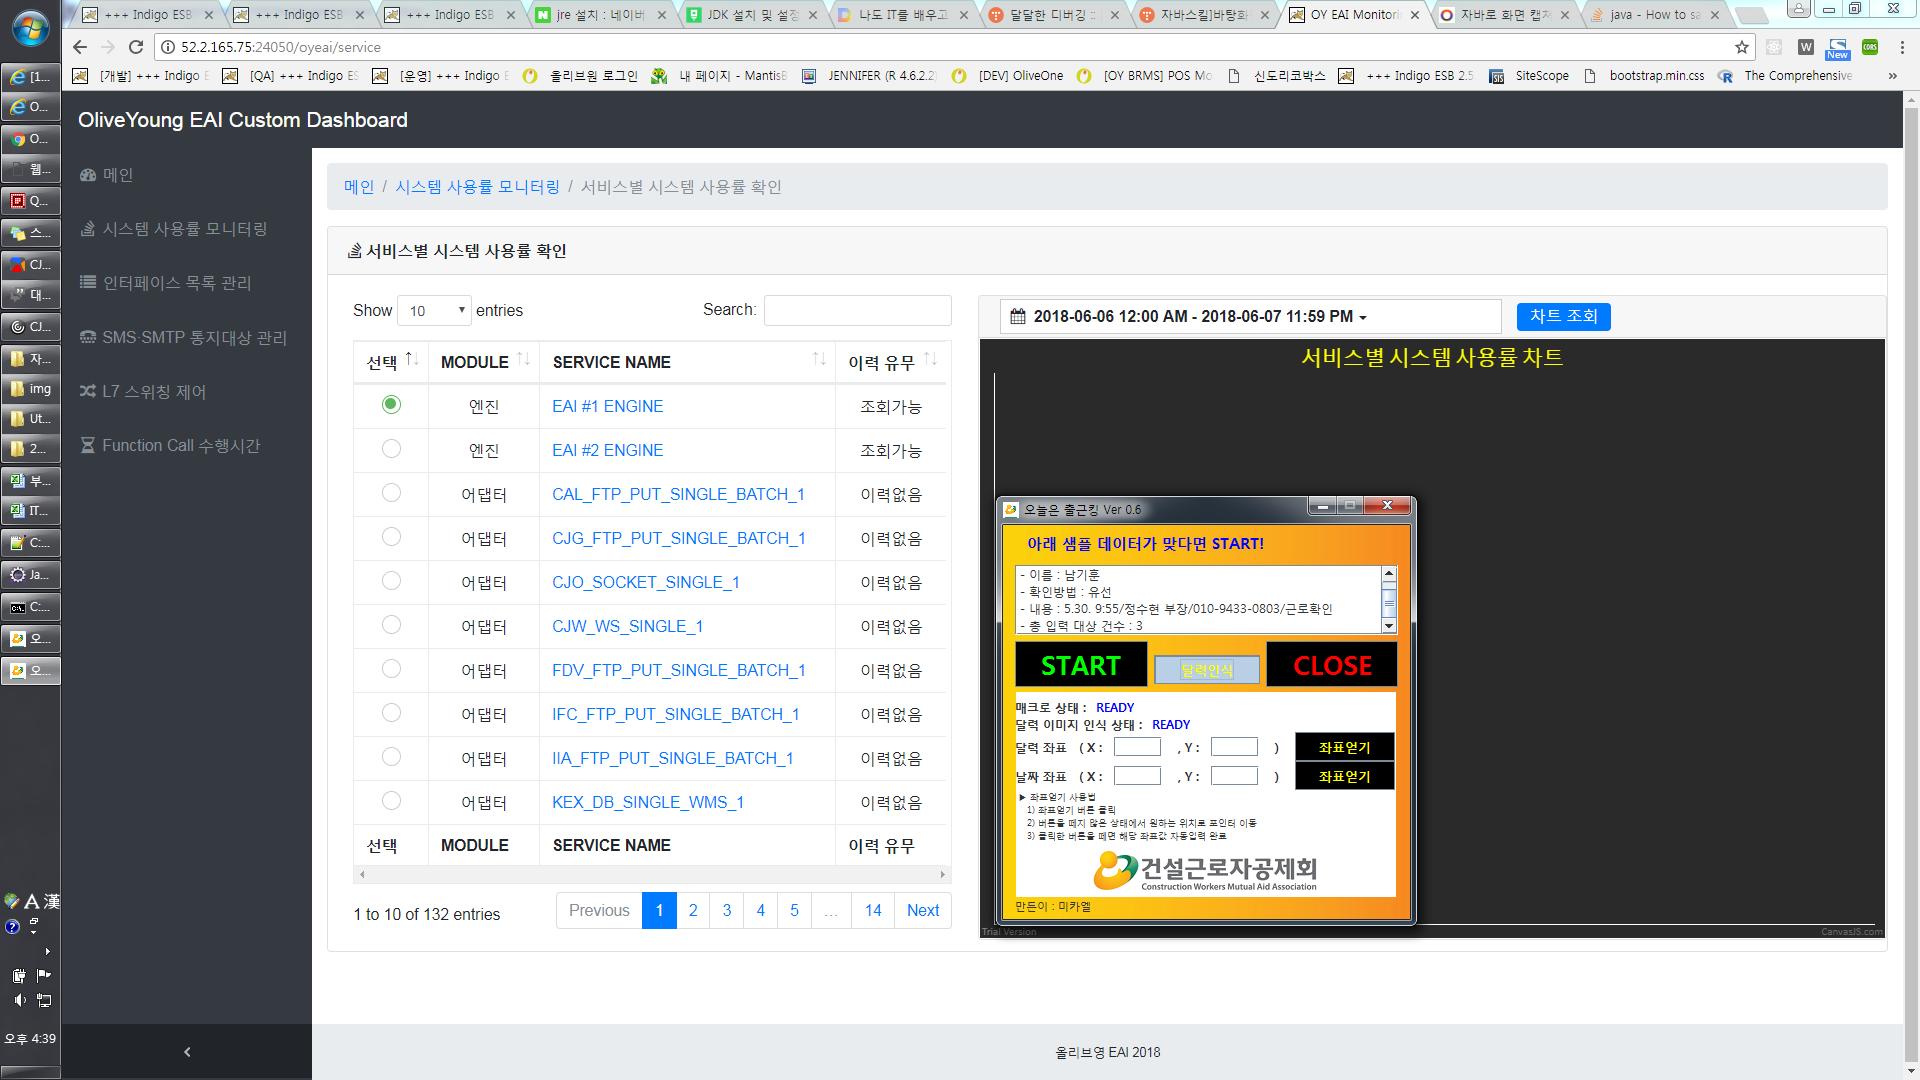 +++ Indigo ESB
+++ Indigo ESB
+++ Indigo ESB
jre 설치 : 네이버
JDK 설치 및 설정
나도 IT를 배우고
달달한 디버깅 ::
자바스킬]바탕화
OY EAI Monitori
자바로 화면 캡처
java - How to sa
52.2.165.75:24050/oyeai/service
[개발] +++ Indigo E
[QA] +++ Indigo ES
[운영] +++ Indigo
올리브원 로그인
내 페이지 - MantisB
JENNIFER (R 4.6.2.2)
[DEV] OliveOne
[OY BRMS] POS Mo
신도리코박스
+++ Indigo ESB 2.5
SiteScope
bootstrap.min.css
The Comprehensive
»
New
[1...
O...
O...
웹...
Q...
스...
CJ...
대...
CJ...
자...
img
Ut...
2...
부...
IT...
C:...
Ja...
C:...
오...
오...
A 漢
오후 4:39
OliveYoung EAI Custom Dashboard
메인
시스템 사용률 모니터링
인터페이스 목록 관리
SMS·SMTP 통지대상 관리
L7 스위칭 제어
Function Call 수행시간
메인 / 시스템 사용률 모니터링 / 서비스별 시스템 사용률 확인
서비스별 시스템 사용률 확인
Show 10 entries
Search:
선택 MODULE SERVICE NAME 이력 유무
엔진 EAI #1 ENGINE 조회가능
엔진 EAI #2 ENGINE 조회가능
어댑터 CAL_FTP_PUT_SINGLE_BATCH_1 이력없음
어댑터 CJG_FTP_PUT_SINGLE_BATCH_1 이력없음
어댑터 CJO_SOCKET_SINGLE_1 이력없음
어댑터 CJW_WS_SINGLE_1 이력없음
어댑터 FDV_FTP_PUT_SINGLE_BATCH_1 이력없음
어댑터 IFC_FTP_PUT_SINGLE_BATCH_1 이력없음
어댑터 IIA_FTP_PUT_SINGLE_BATCH_1 이력없음
어댑터 KEX_DB_SINGLE_WMS_1 이력없음
선택 MODULE SERVICE NAME 이력 유무
1 to 10 of 132 entries
Previous 1 2 3 4 5 … 14 Next
2018-06-06 12:00 AM - 2018-06-07 11:59 PM
차트 조회
서비스별 시스템 사용률 차트
오늘은 출근킹 Ver 0.6
아래 샘플 데이터가 맞다면 START!
- 이름 : 남기훈
- 확인방법 : 유선
- 내용 : 5.30. 9:55/정수현 부장/010-9433-0803/근로확인
- 총 입력 대상 건수 : 3
START
달력인식
CLOSE
매크로 상태 : READY
달력 이미지 인식 상태 : READY
달력 좌표 ( X : , Y : ) 좌표얻기
날짜 좌표 ( X : , Y : ) 좌표얻기
▶ 좌표얻기 사용법
1) 좌표얻기 버튼 클릭
2) 버튼을 떼지 않은 상태에서 원하는 위치로 포인터 이동
3) 클릭한 버튼을 떼면 해당 좌표값 자동입력 완료
건설근로자공제회
Construction Workers Mutual Aid Association
만든이 : 미카엘
Trial Version
CanvasJS.com
올리브영 EAI 2018